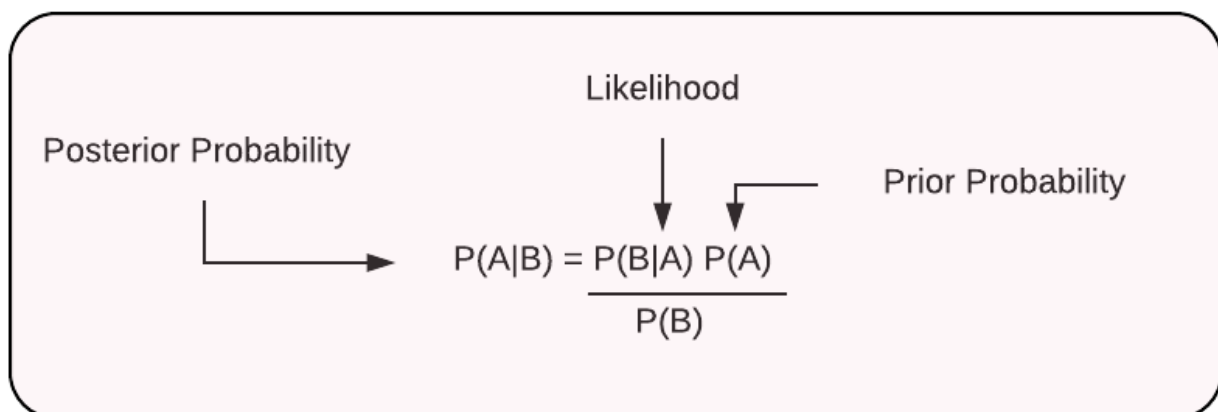 Likelihood
Posterior Probability
Prior Probability
P(A|B) = P(B|A) P(A)
P(B)